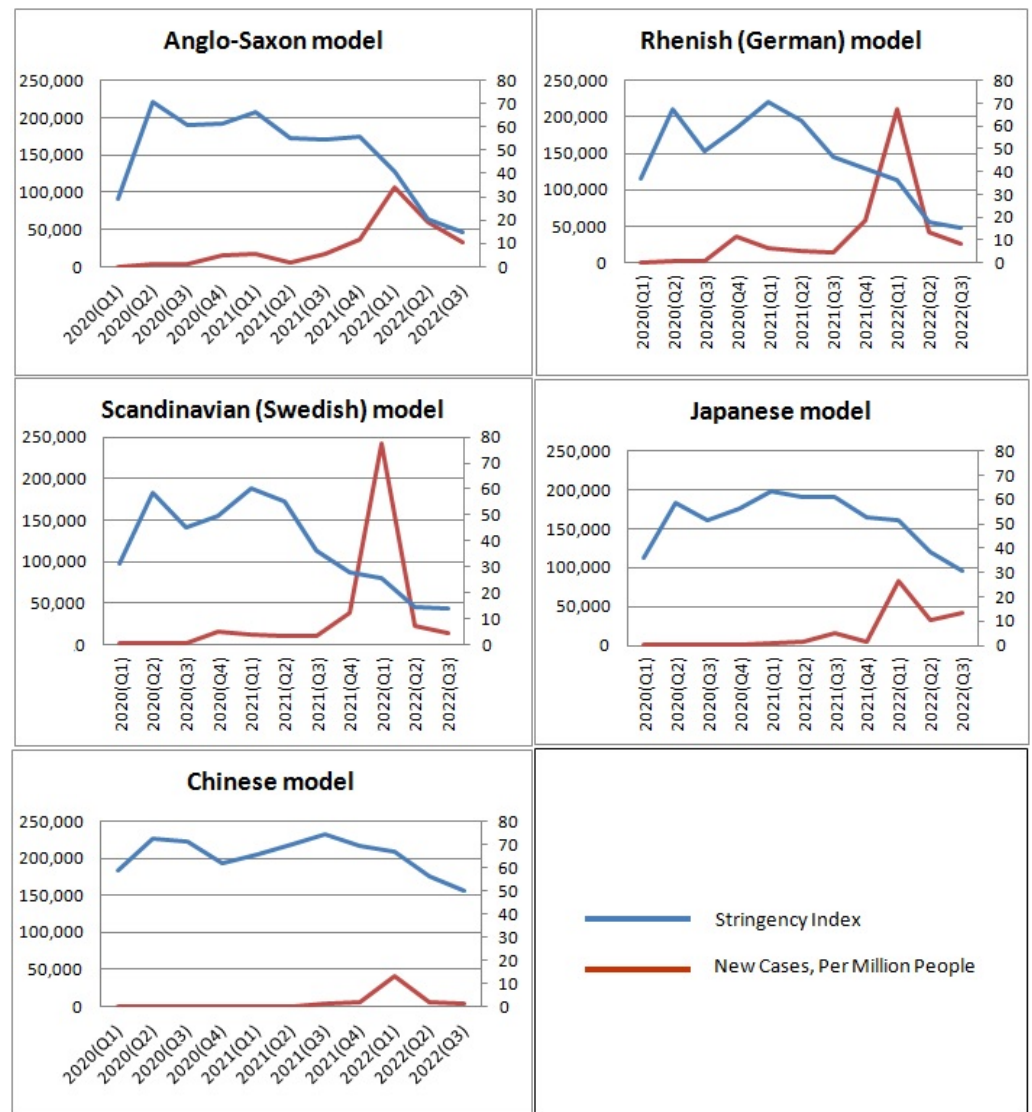 Anglo-Saxon model
250,000
200,000
150,000
100,000
50,000
0
80
70
60
50
40
30
20
10
0
2020(Q1)
2020(Q2)
2020(Q3)
2020(Q4)
2021(Q1)
2021(Q2)
2021(Q3)
2021(Q4)
2022(Q1)
2022(Q2)
2022(Q3)
Rhenish (German) model
250,000
200,000
150,000
100,000
50,000
0
80
70
60
50
40
30
20
10
0
2020(Q1)
2020(Q2)
2020(Q3)
2020(Q4)
2021(Q1)
2021(Q2)
2021(Q3)
2021(Q4)
2022(Q1)
2022(Q2)
2022(Q3)
Scandinavian (Swedish) model
250,000
200,000
150,000
100,000
50,000
0
80
70
60
50
40
30
20
10
0
2020(Q1)
2020(Q2)
2020(Q3)
2020(Q4)
2021(Q1)
2021(Q2)
2021(Q3)
2021(Q4)
2022(Q1)
2022(Q2)
2022(Q3)
Japanese model
250,000
200,000
150,000
100,000
50,000
0
80
70
60
50
40
30
20
10
0
2020(Q1)
2020(Q2)
2020(Q3)
2020(Q4)
2021(Q1)
2021(Q2)
2021(Q3)
2021(Q4)
2022(Q1)
2022(Q2)
2022(Q3)
Chinese model
250,000
200,000
150,000
100,000
50,000
0
80
70
60
50
40
30
20
10
0
2020(Q1)
2020(Q2)
2020(Q3)
2020(Q4)
2021(Q1)
2021(Q2)
2021(Q3)
2021(Q4)
2022(Q1)
2022(Q2)
2022(Q3)
Stringency Index
New Cases, Per Million People